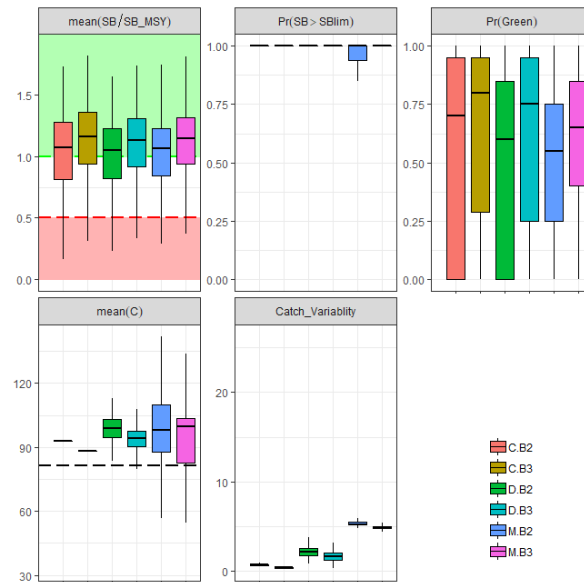 mean(SB/SB_MSY)
Pr(SB > SBlim)
Pr(Green)
1.5
1.0
0.5
0.0
1.00
0.75
0.50
0.25
0.00
1.00
0.75
0.50
0.25
0.00
mean(C)
Catch_Variablity
120
90
60
30
20
10
0
C.B2
C.B3
D.B2
D.B3
M.B2
M.B3